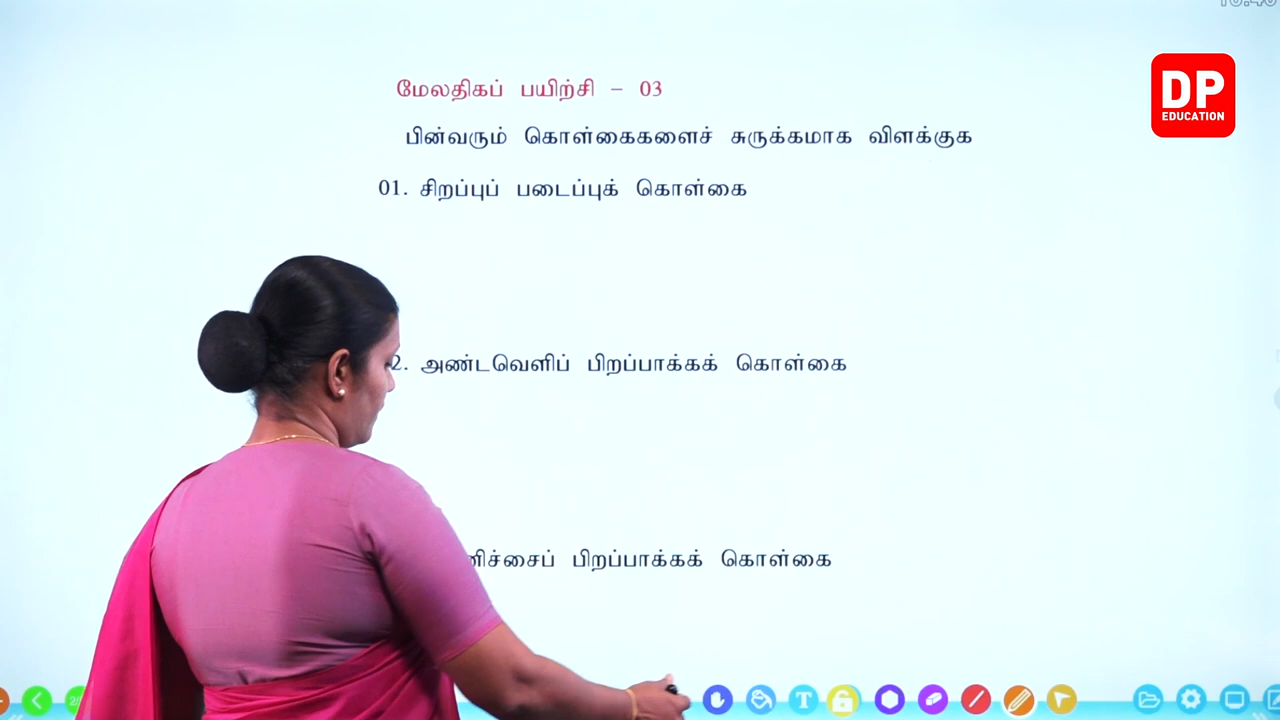 DP
EDUCATION
மேலதிகப் பயிற்சி – 03
பின்வரும் கொள்கைகளைச் சுருக்கமாக விளக்குக
01. சிறப்புப் படைப்புக் கொள்கை
2. அண்டவெளிப் பிறப்பாக்கக் கொள்கை
பிறப்பாக்கக் கொள்கை